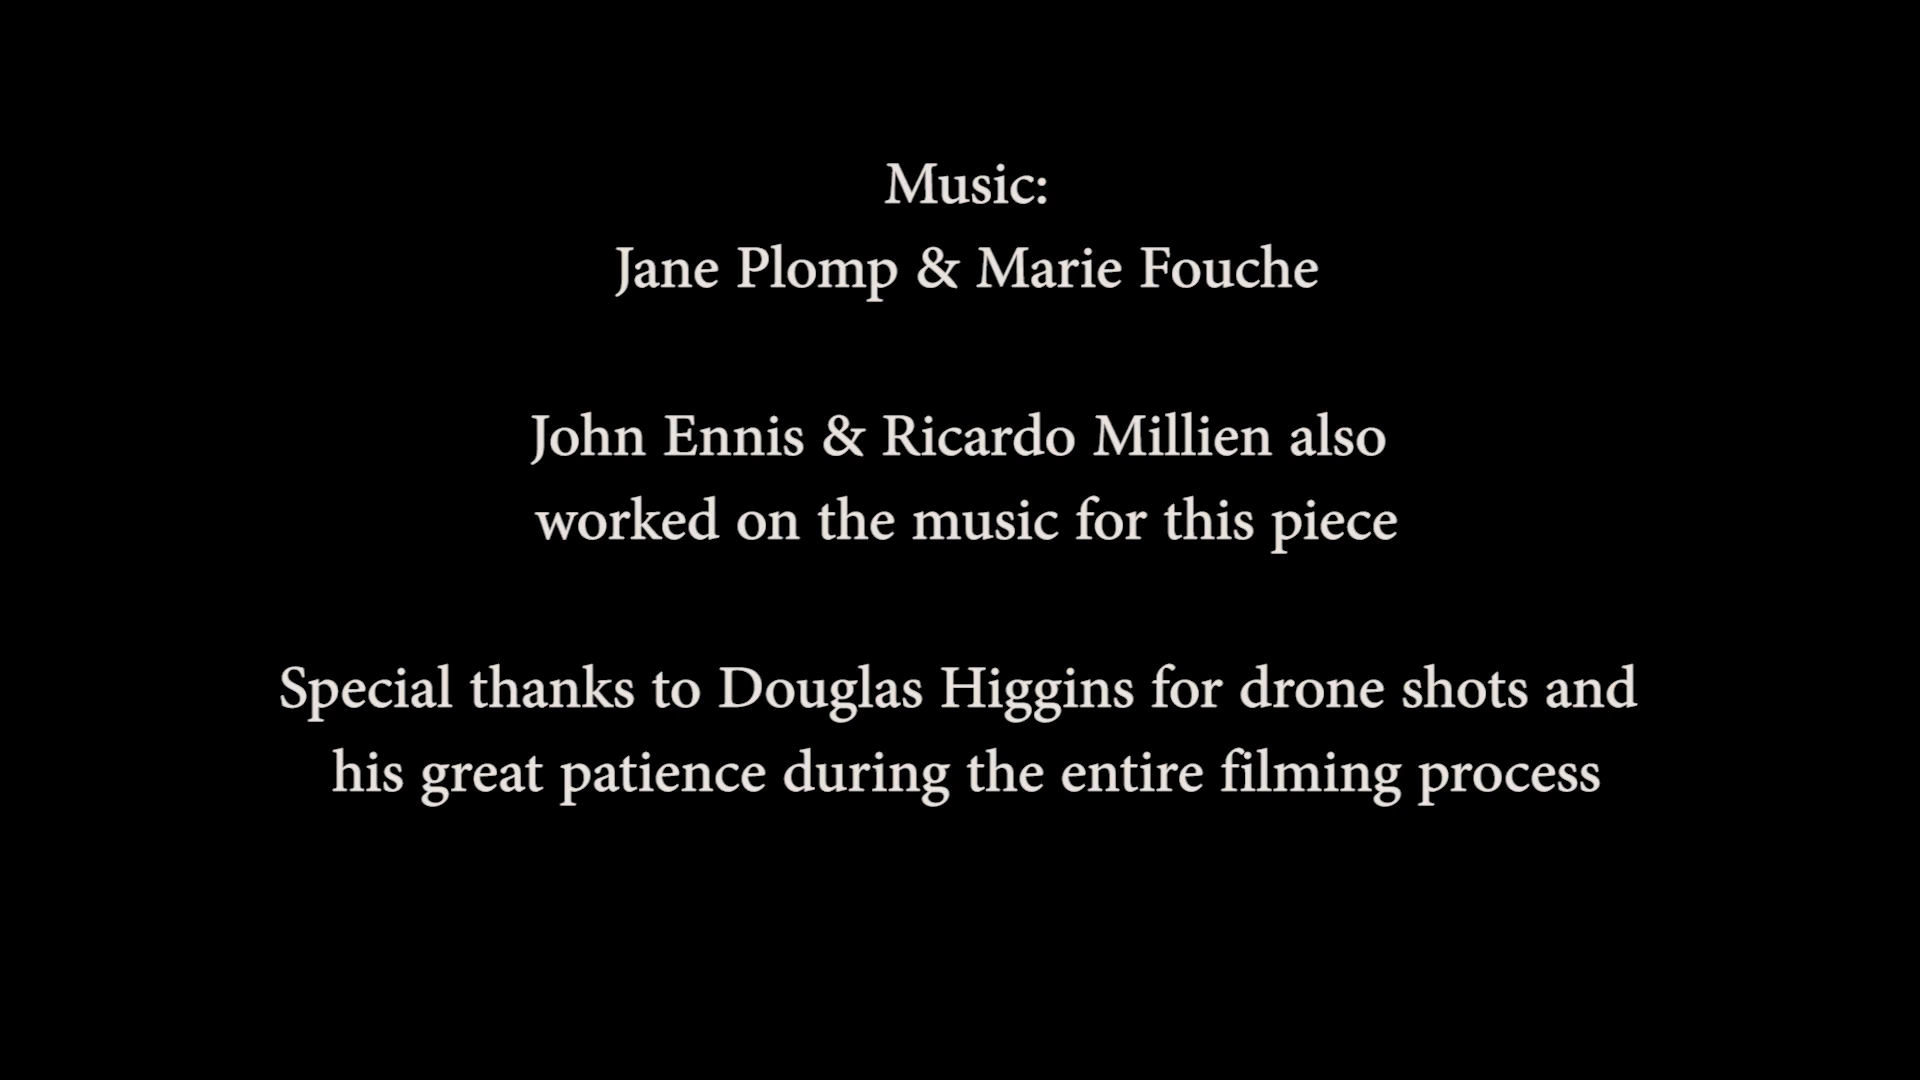 Music:
Jane Plomp & Marie Fouche
John Ennis & Ricardo Millien also
worked on the music for this piece
Special thanks to Douglas Higgins for drone shots and
his great patience during the entire filming process